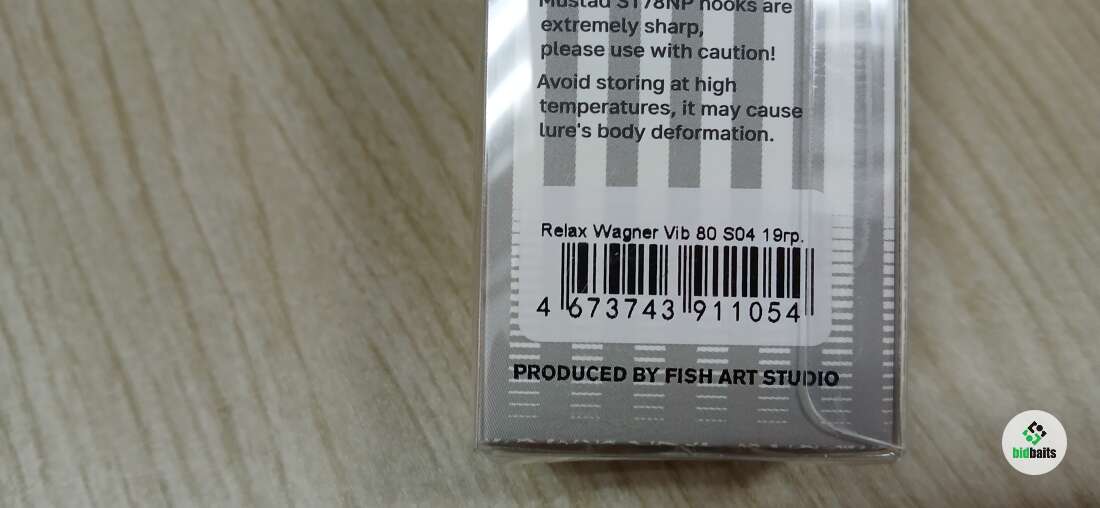 Mustad ST78NP hooks are
extremely sharp,
please use with caution!
Avoid storing at high
temperatures, it may cause
lure's body deformation.
Relax Wagner Vib 80 S04 19гр.
4 673743 911054
PRODUCED BY FISH ART STUDIO
bidbaits